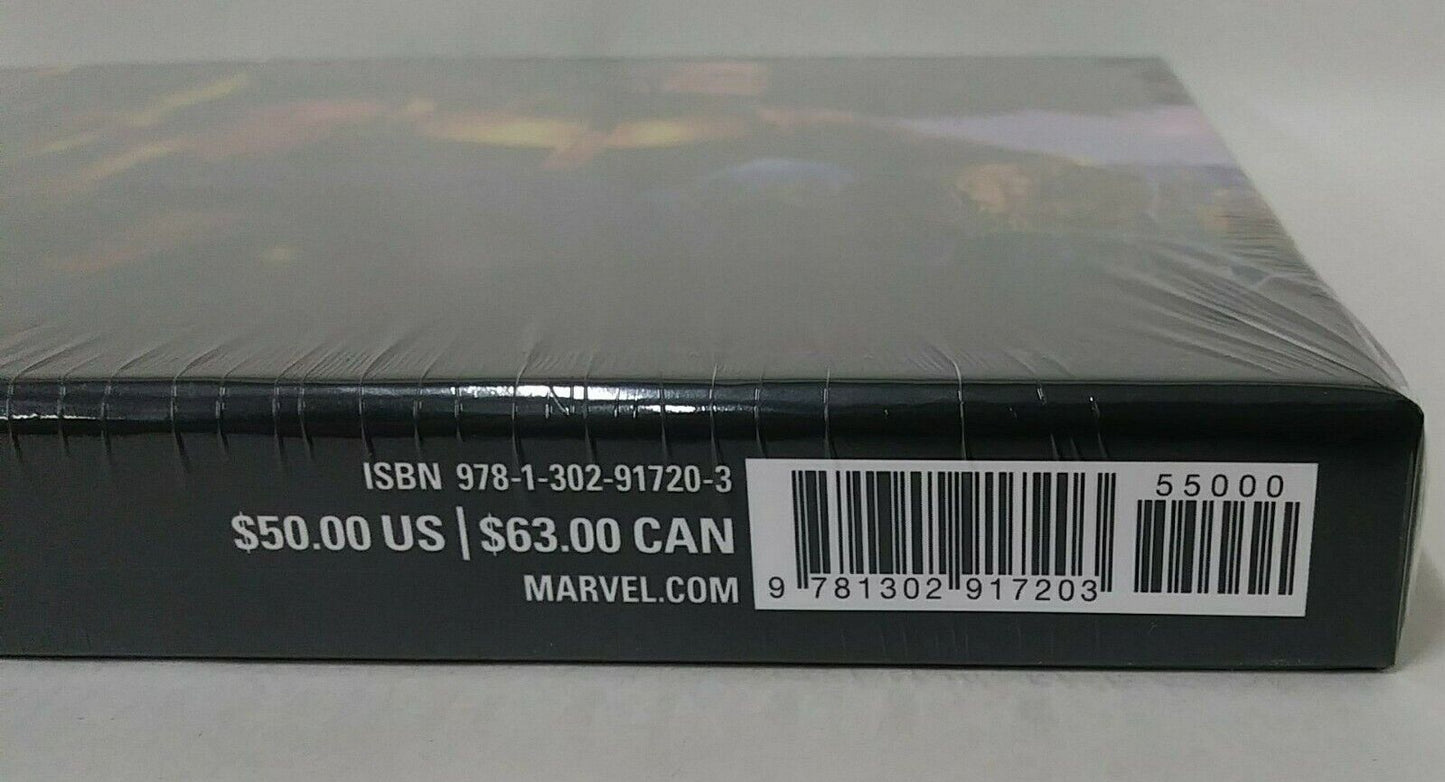 ISBN 978-1-302-91720-3
$50.00 US | $63.00 CAN
MARVEL.COM
55000
9 781302 917203